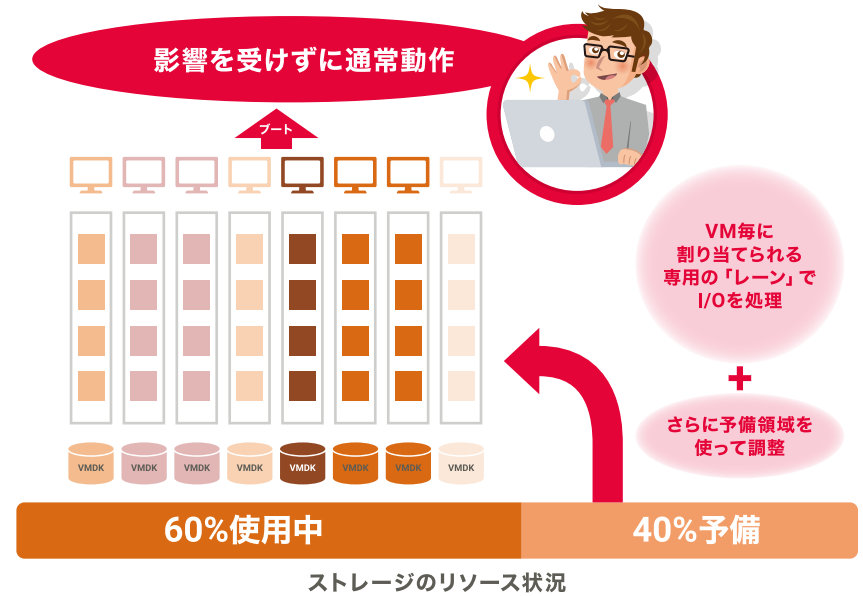 影響を受けずに通常動作
ブート
VM毎に
割り当てられる
専用の「レーン」で
I/Oを処理
さらに予備領域を
使って調整
VMDK VMDK VMDK VMDK VMDK VMDK VMDK VMDK
60%使用中 40%予備
ストレージのリソース状況